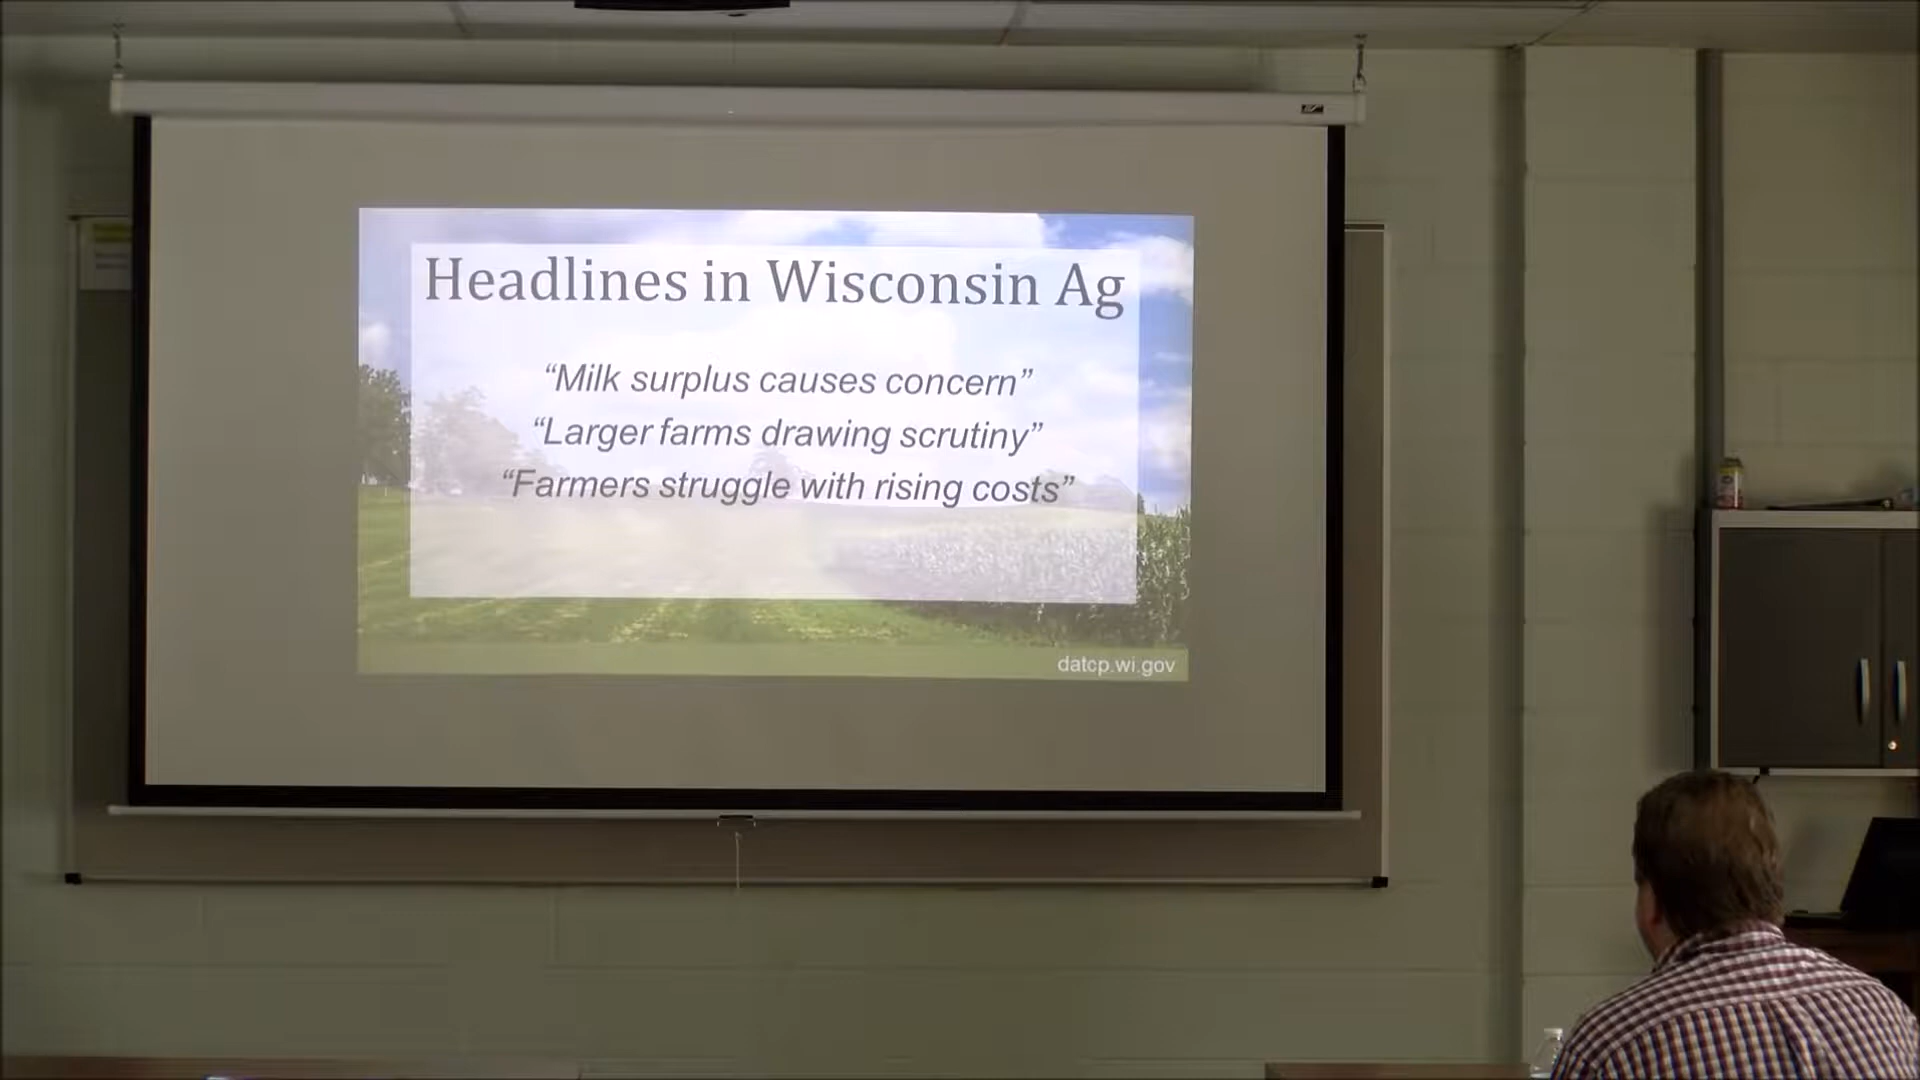 Headlines in Wisconsin Ag
“Milk surplus causes concern”
“Larger farms drawing scrutiny”
“Farmers struggle with rising costs”
datcp.wi.gov